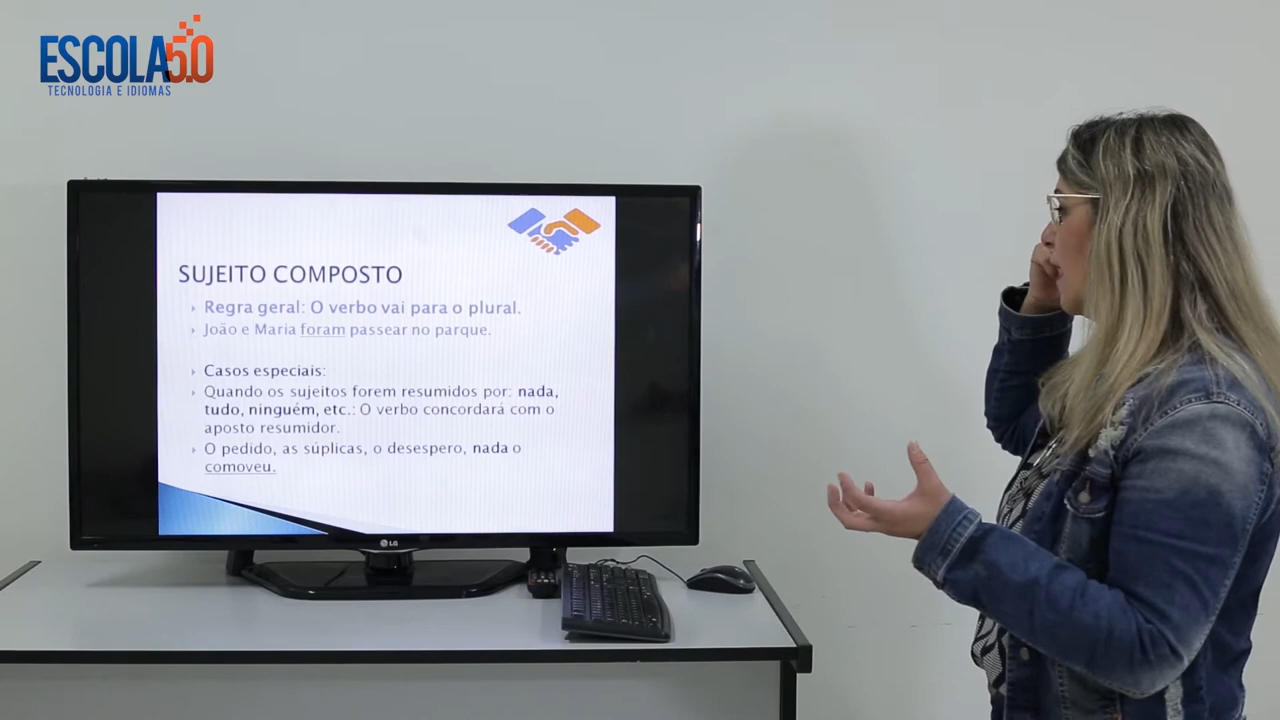 ESCOLA5.0
TECNOLOGIA E IDIOMAS
SUJEITO COMPOSTO
Regra geral: O verbo vai para o plural.
João e Maria foram passear no parque.
Casos especiais:
Quando os sujeitos forem resumidos por: nada,
tudo, ninguém, etc.: O verbo concordará com o
aposto resumidor.
O pedido, as súplicas, o desespero, nada o
comoveu.
LG